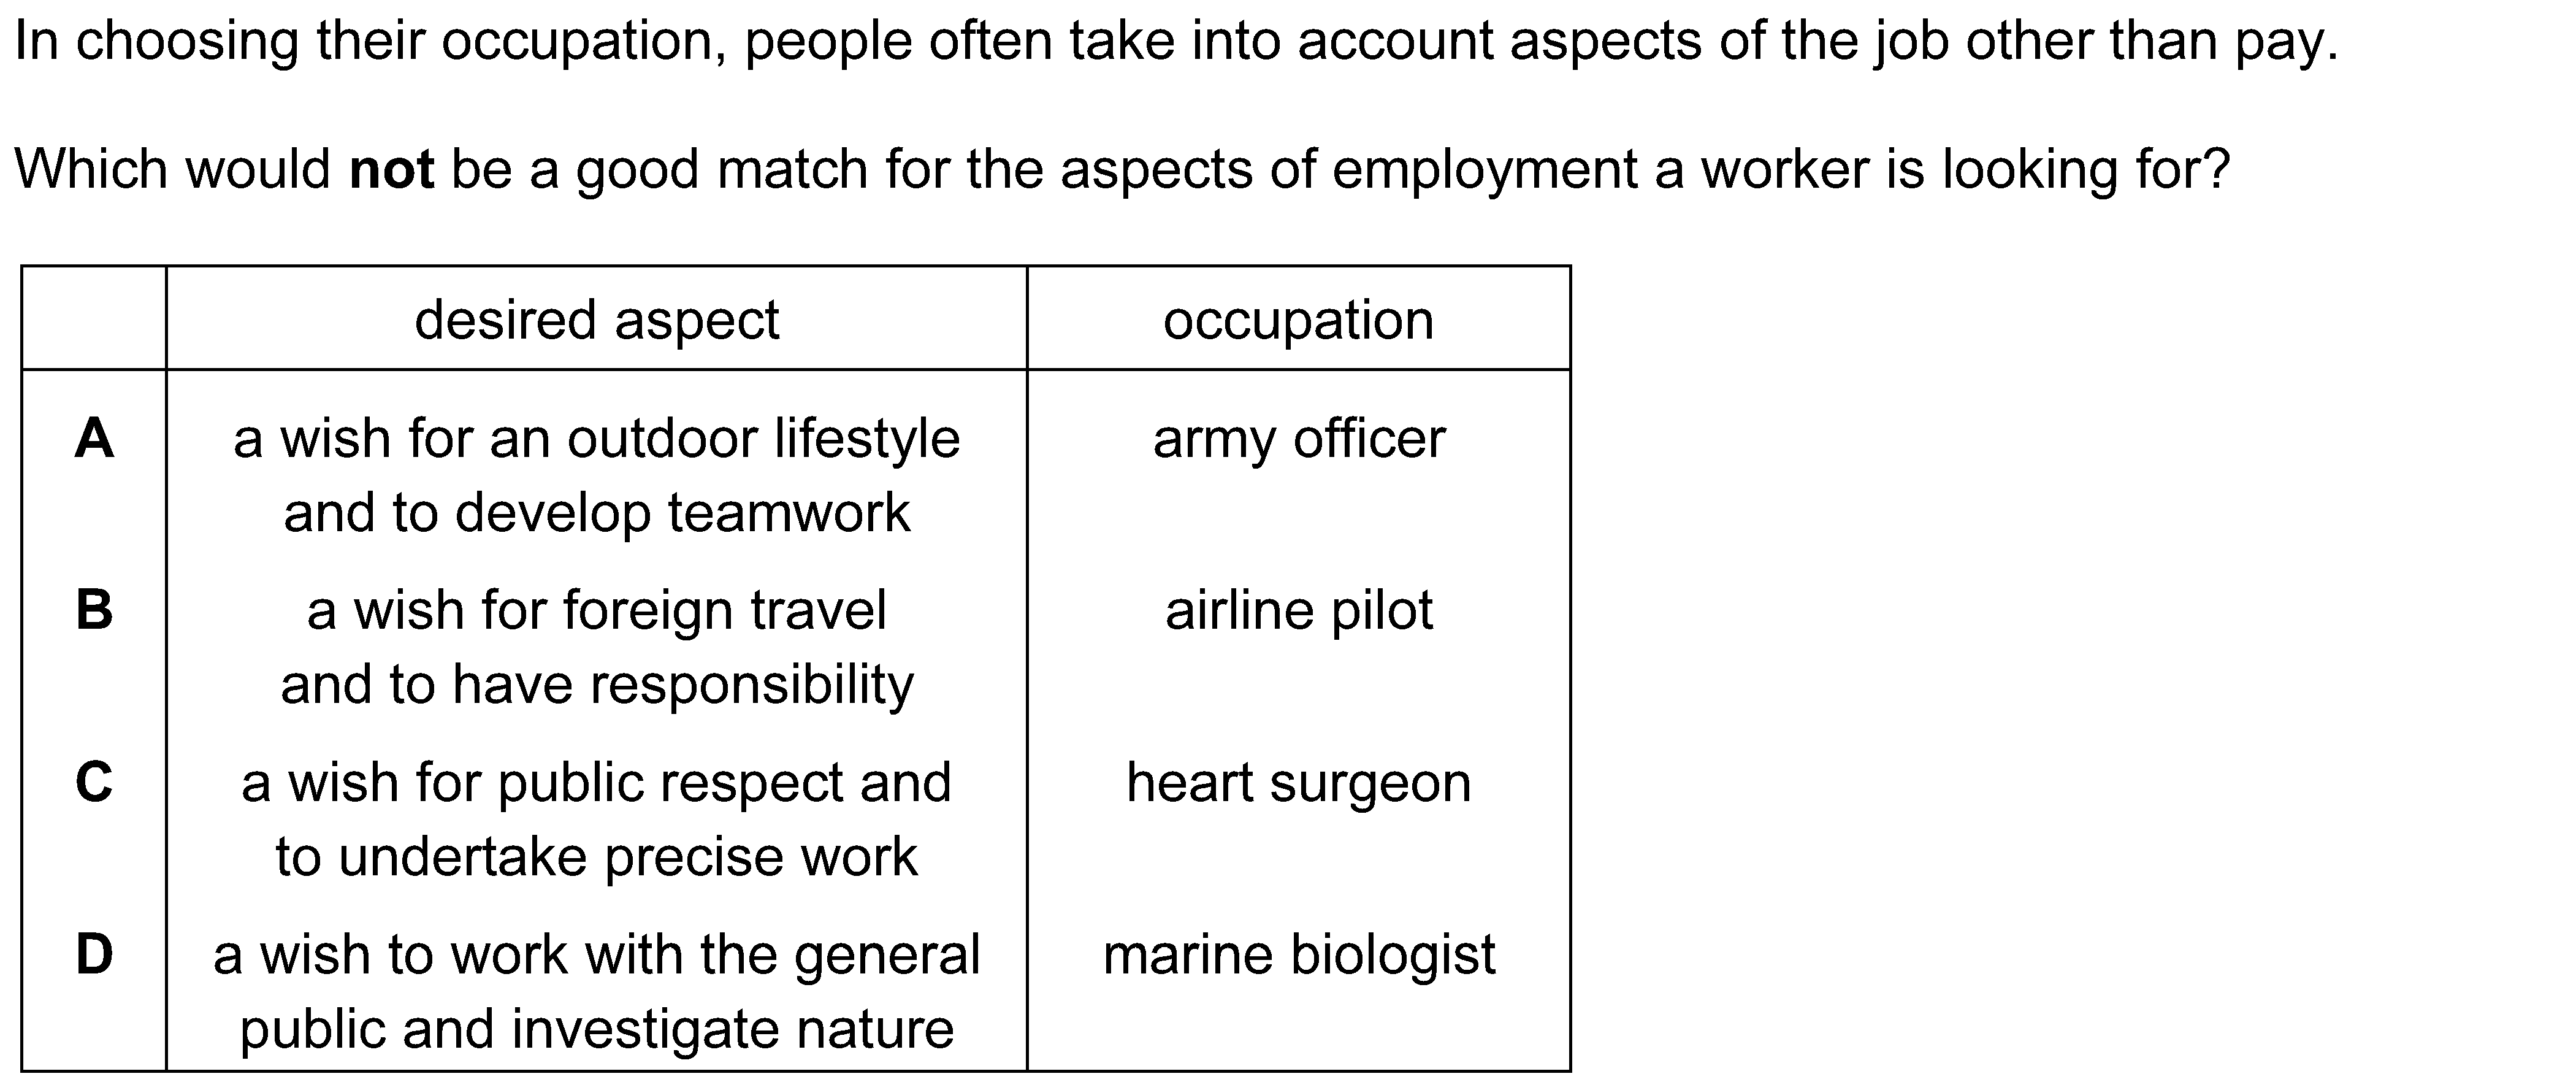 In choosing their occupation, people often take into account aspects of the job other than pay.
Which would not be a good match for the aspects of employment a worker is looking for?
desired aspect occupation
A a wish for an outdoor lifestyle army officer
and to develop teamwork
B a wish for foreign travel airline pilot
and to have responsibility
C a wish for public respect and heart surgeon
to undertake precise work
D a wish to work with the general marine biologist
public and investigate nature